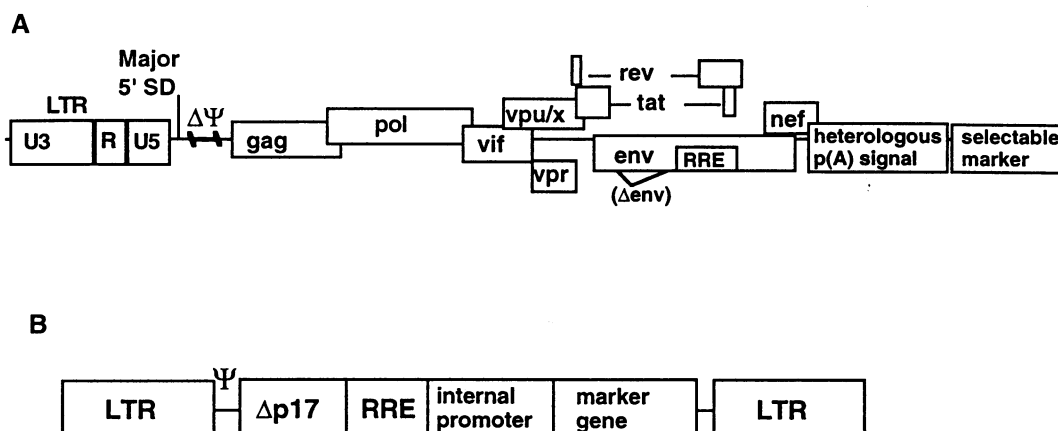 A
Major
5' SD
LTR
ΔΨ
U3
R
U5
gag
pol
vif
vpu/x
vpr
rev
tat
env
RRE
(Δenv)
nef
heterologous
p(A) signal
selectable
marker
B
LTR
Ψ
Δp17
RRE
internal
promoter
marker
gene
LTR